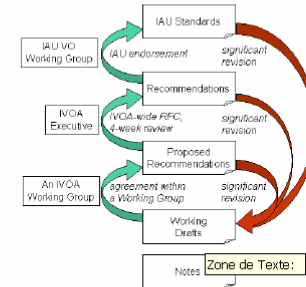 IAU Standards
IAU VO
Working Group
IAU endorsement
significant
revision
Recommendations
IVOA
Executive
IVOA-wide RFC,
4-week review
significant
revision
Proposed
Recommendations
An IVOA
Working Group
agreement within
a Working Group
significant
revision
Working
Drafts
Notes
Zone de Texte: